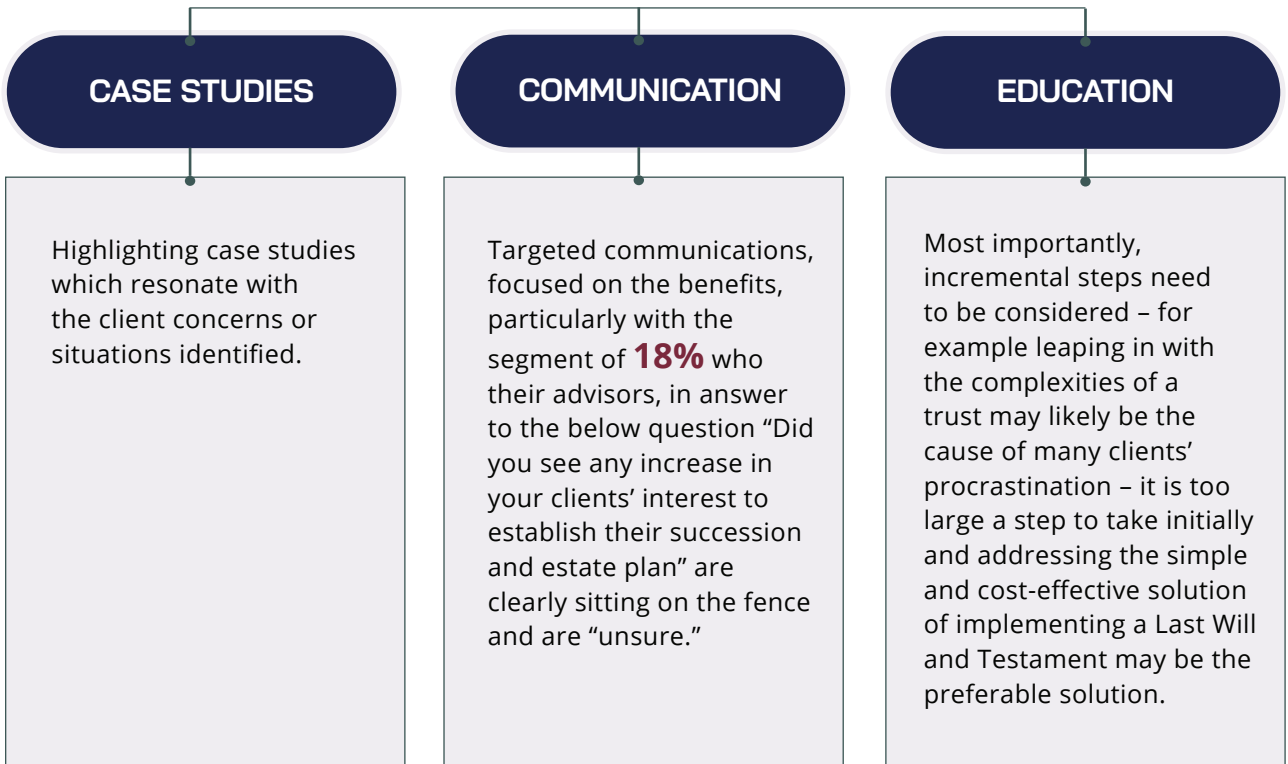 CASE STUDIES
Highlighting case studies
which resonate with
the client concerns or
situations identified.
COMMUNICATION
Targeted communications,
focused on the benefits,
particularly with the
segment of 18% who
their advisors, in answer
to the below question “Did
you see any increase in
your clients’ interest to
establish their succession
and estate plan” are
clearly sitting on the fence
and are “unsure.”
EDUCATION
Most importantly,
incremental steps need
to be considered – for
example leaping in with
the complexities of a
trust may likely be the
cause of many clients’
procrastination – it is too
large a step to take initially
and addressing the simple
and cost-effective solution
of implementing a Last Will
and Testament may be the
preferable solution.